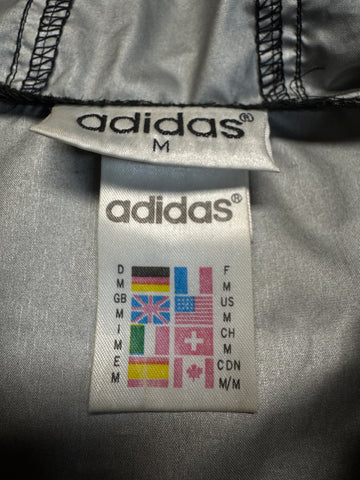 adidas®
M
adidas®
D F
M M
GB US
M M
I CH
M M
E CDN
M M/M